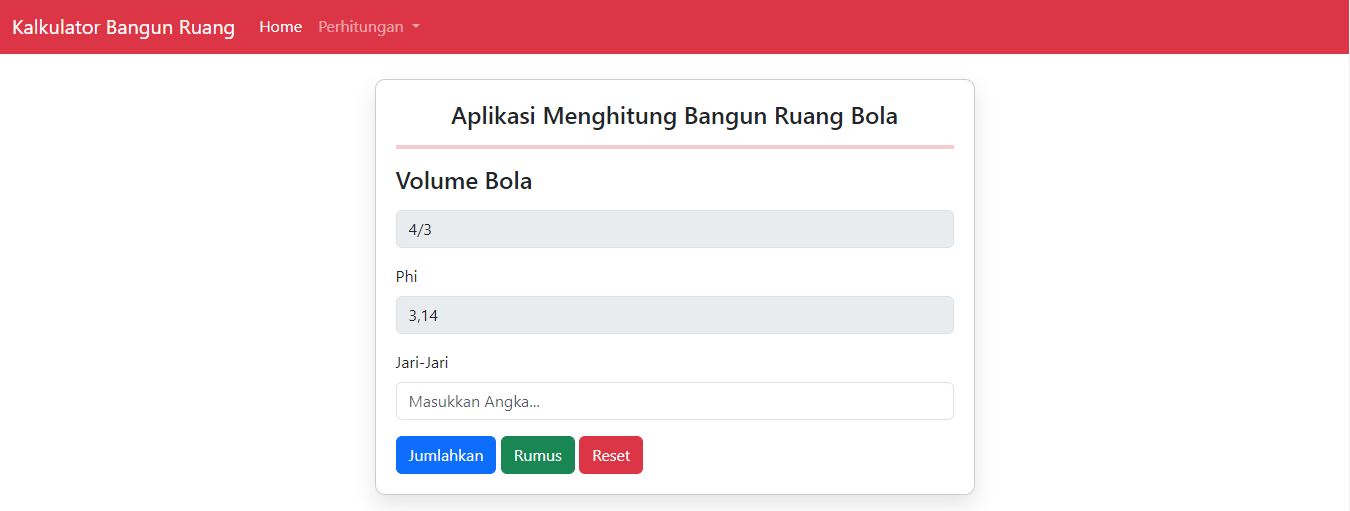 Kalkulator Bangun Ruang Home Perhitungan
Aplikasi Menghitung Bangun Ruang Bola
Volume Bola
4/3
Phi
3,14
Jari-Jari
Masukkan Angka...
Jumlahkan Rumus Reset